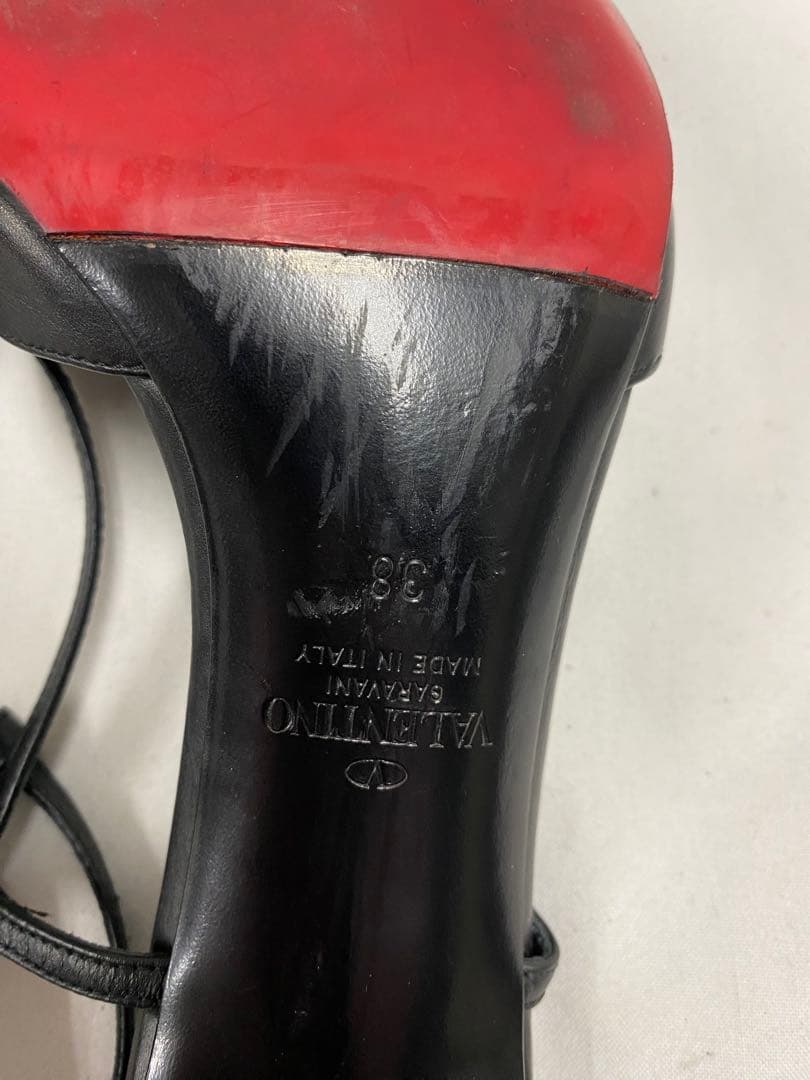 VALENTINO
GARAVANI
MADE IN ITALY
38